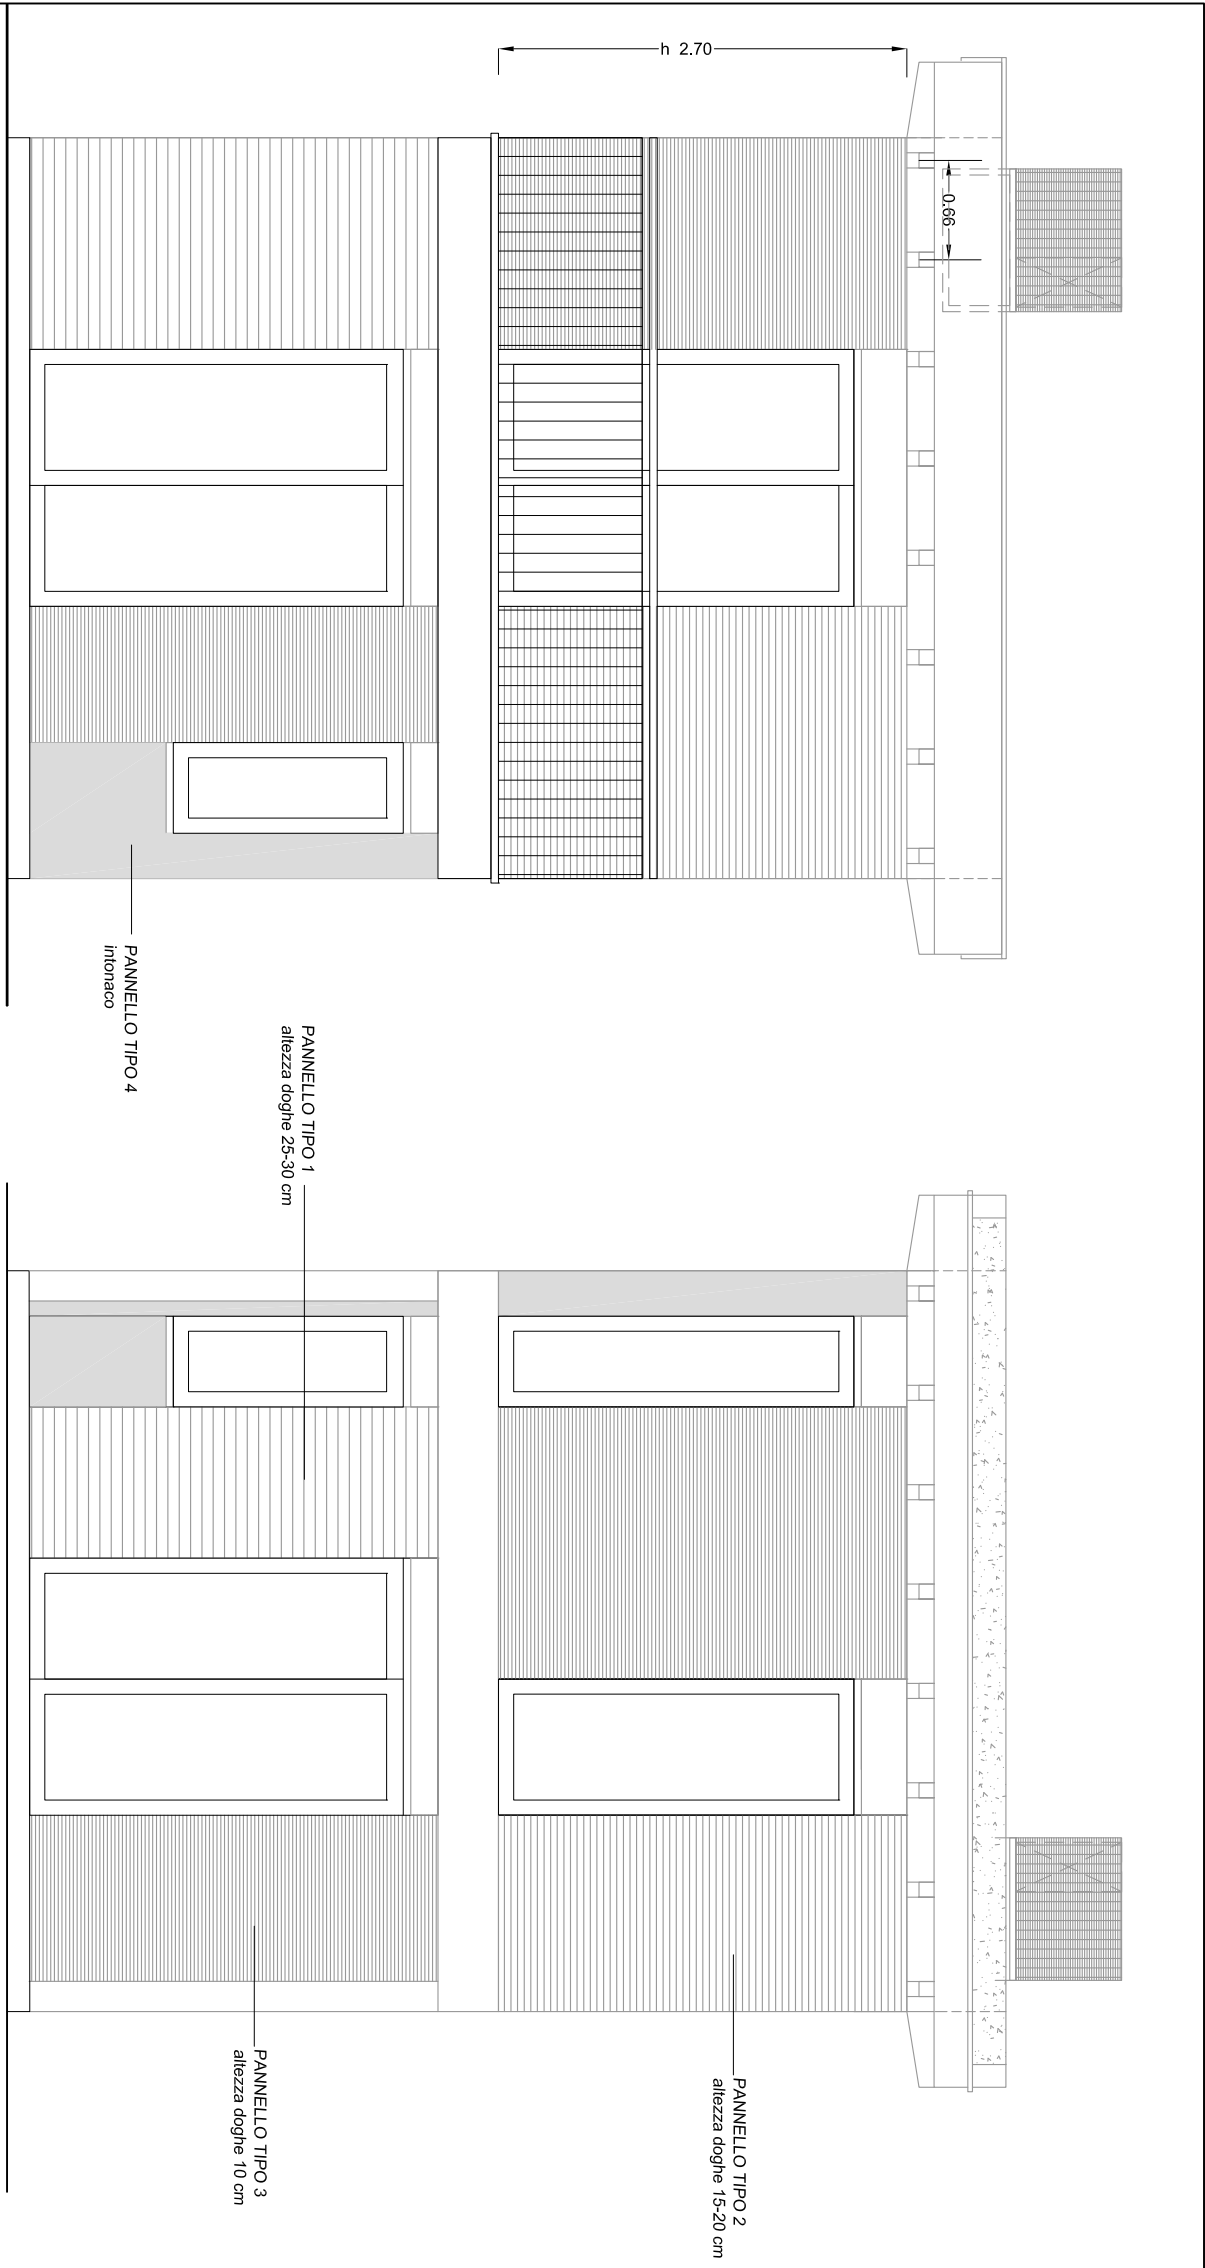 h 2.70
0.66
PANNELLO TIPO 4
intonaco
PANNELLO TIPO 1
altezza doghe 25-30 cm
PANNELLO TIPO 2
altezza doghe 15-20 cm
PANNELLO TIPO 3
altezza doghe 10 cm